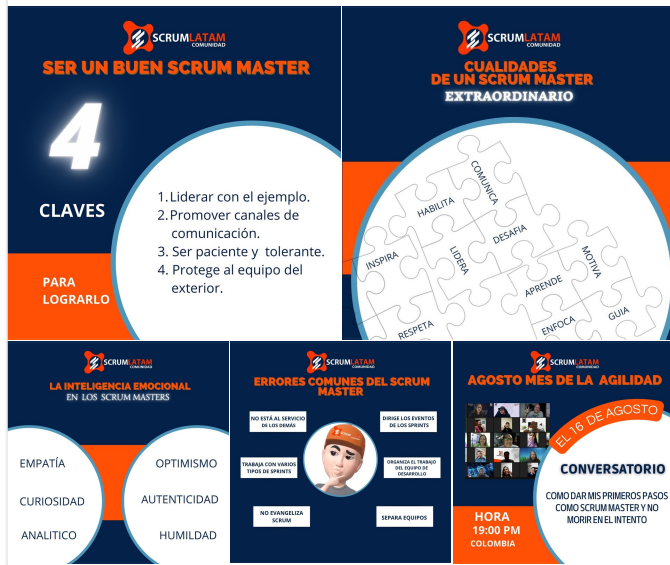 SCRUMLATAM
COMUNIDAD
SER UN BUEN SCRUM MASTER
4
CLAVES
PARA
LOGRARLO
1. Liderar con el ejemplo.
2. Promover canales de
comunicación.
3. Ser paciente y tolerante.
4. Protege al equipo del
exterior.
SCRUMLATAM
COMUNIDAD
CUALIDADES
DE UN SCRUM MASTER
EXTRAORDINARIO
COMUNICA
HABILITA
DESAFIA
INSPIRA
LIDERA
MOTIVA
APRENDE
GUIA
ENFOCA
RESPETA
SCRUMLATAM
COMUNIDAD
LA INTELIGENCIA EMOCIONAL
EN LOS SCRUM MASTERS
EMPATÍA
CURIOSIDAD
ANALITICO
OPTIMISMO
AUTENTICIDAD
HUMILDAD
SCRUMLATAM
COMUNIDAD
ERRORES COMUNES DEL SCRUM
MASTER
NO ESTÁ AL SERVICIO
DE LOS DEMÁS
DIRIGE LOS EVENTOS
DE LOS SPRINTS
TRABAJA CON VARIOS
TIPOS DE SPRINTS
ORGANIZA EL TRABAJO
DEL EQUIPO DE
DESARROLLO
NO EVANGELIZA
SCRUM
SEPARA EQUIPOS
SCRUMLATAM
COMUNIDAD
AGOSTO MES DE LA AGILIDAD
EL 16 DE AGOSTO
CONVERSATORIO
COMO DAR MIS PRIMEROS PASOS
COMO SCRUM MASTER Y NO
MORIR EN EL INTENTO
HORA
19:00 PM
COLOMBIA